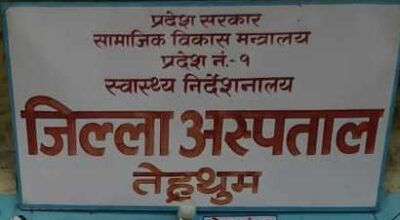 प्रदेश सरकार
सामाजिक विकास मन्त्रालय
प्रदेश नं.-१
स्वास्थ्य निर्देशनालय
जिल्ला अस्पताल
तेह्रथुम